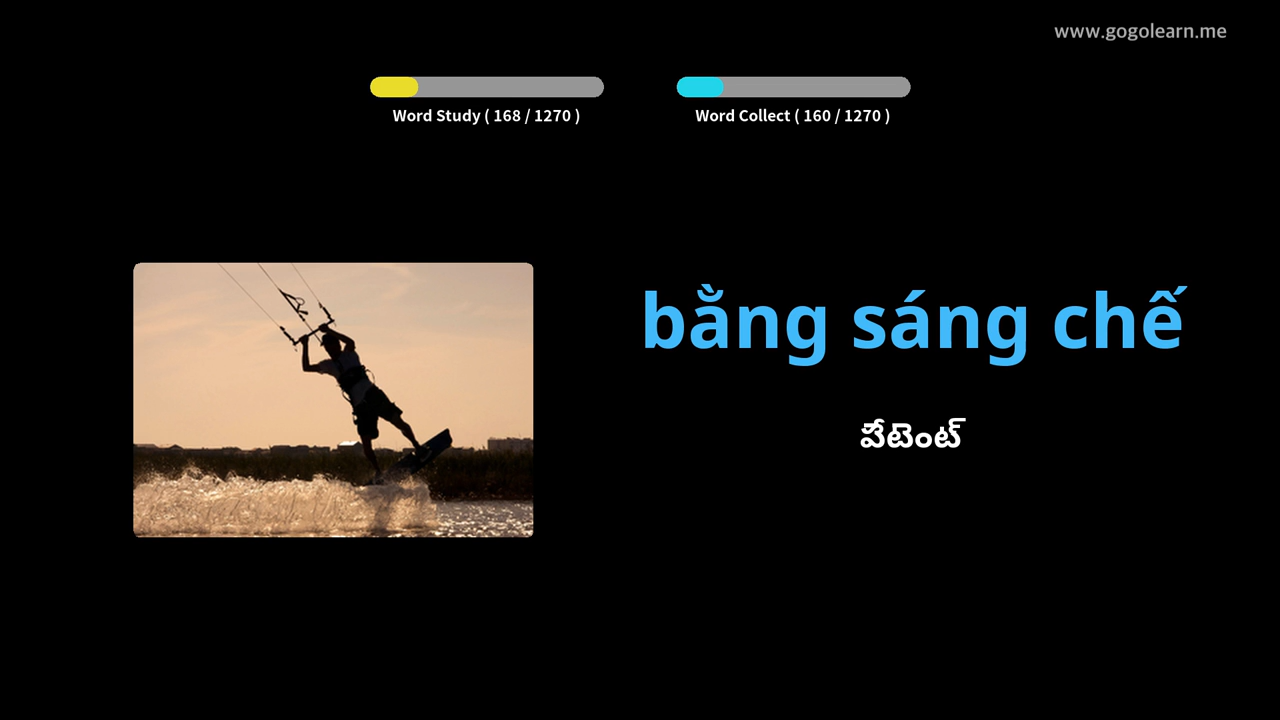 www.gogolearn.me
Word Study ( 168 / 1270 )
Word Collect ( 160 / 1270 )
bằng sáng chế
పేటెంట్